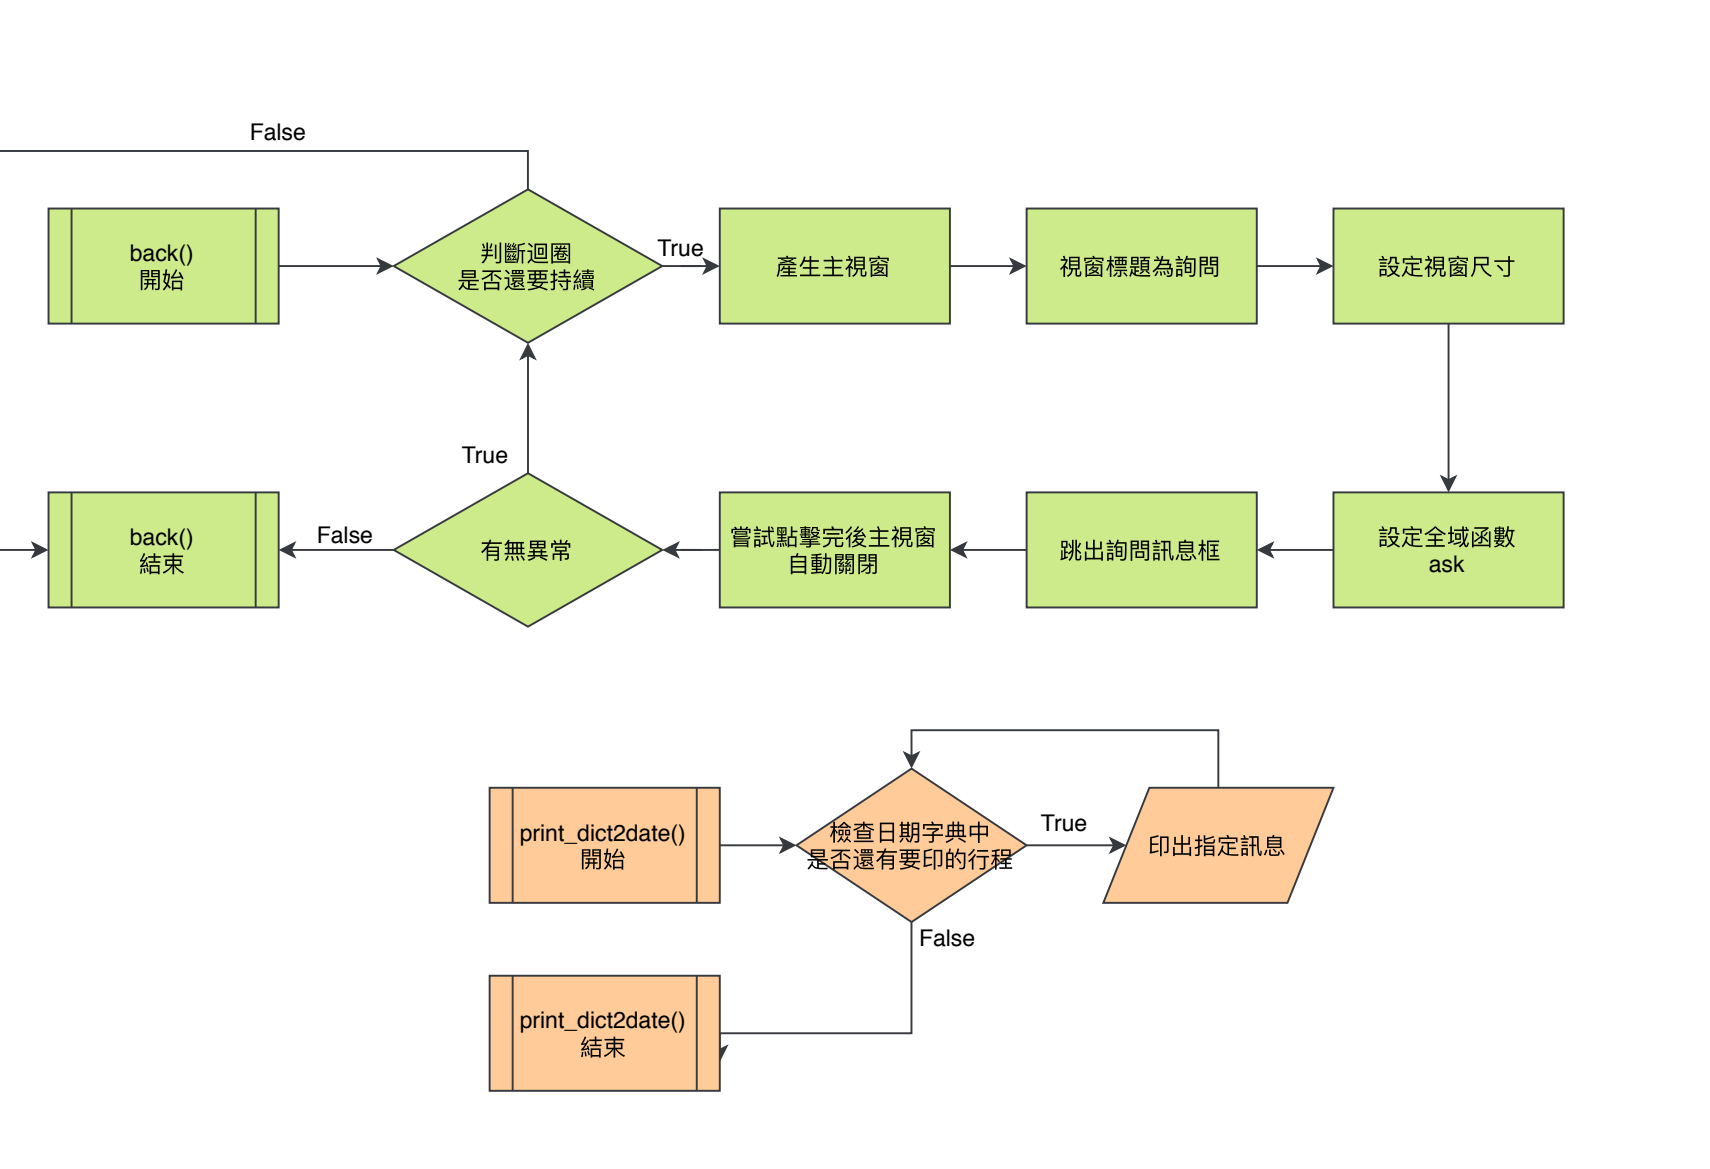 False
back()
開始
判斷迴圈
是否還要持續
True
產生主視窗
視窗標題為詢問
設定視窗尺寸
True
back()
結束
False
有無異常
嘗試點擊完後主視窗
自動關閉
跳出詢問訊息框
設定全域函數
ask
print_dict2date()
開始
檢查日期字典中
是否還有要印的行程
True
印出指定訊息
False
print_dict2date()
結束